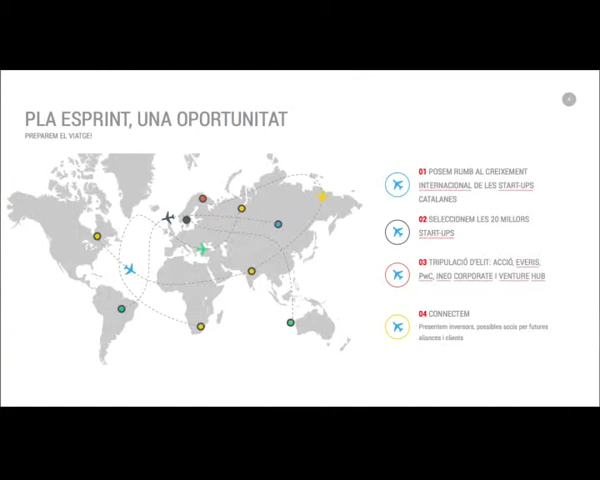 PLA ESPRINT, UNA OPORTUNITAT
PREPAREM EL VIATGE!
01 POSEM RUMB AL CREIXEMENT
INTERNACIONAL DE LES START-UPS
CATALANES
02 SELECCIONEM LES 20 MILLORS
START-UPS
03 TRIPULACIÓ D'ELIT: ACCIÓ, EVERIS,
PwC, INEO CORPORATE I VENTURE HUB
04 CONNECTEM
Presentem inversors, possibles socis per futures
aliances i clients